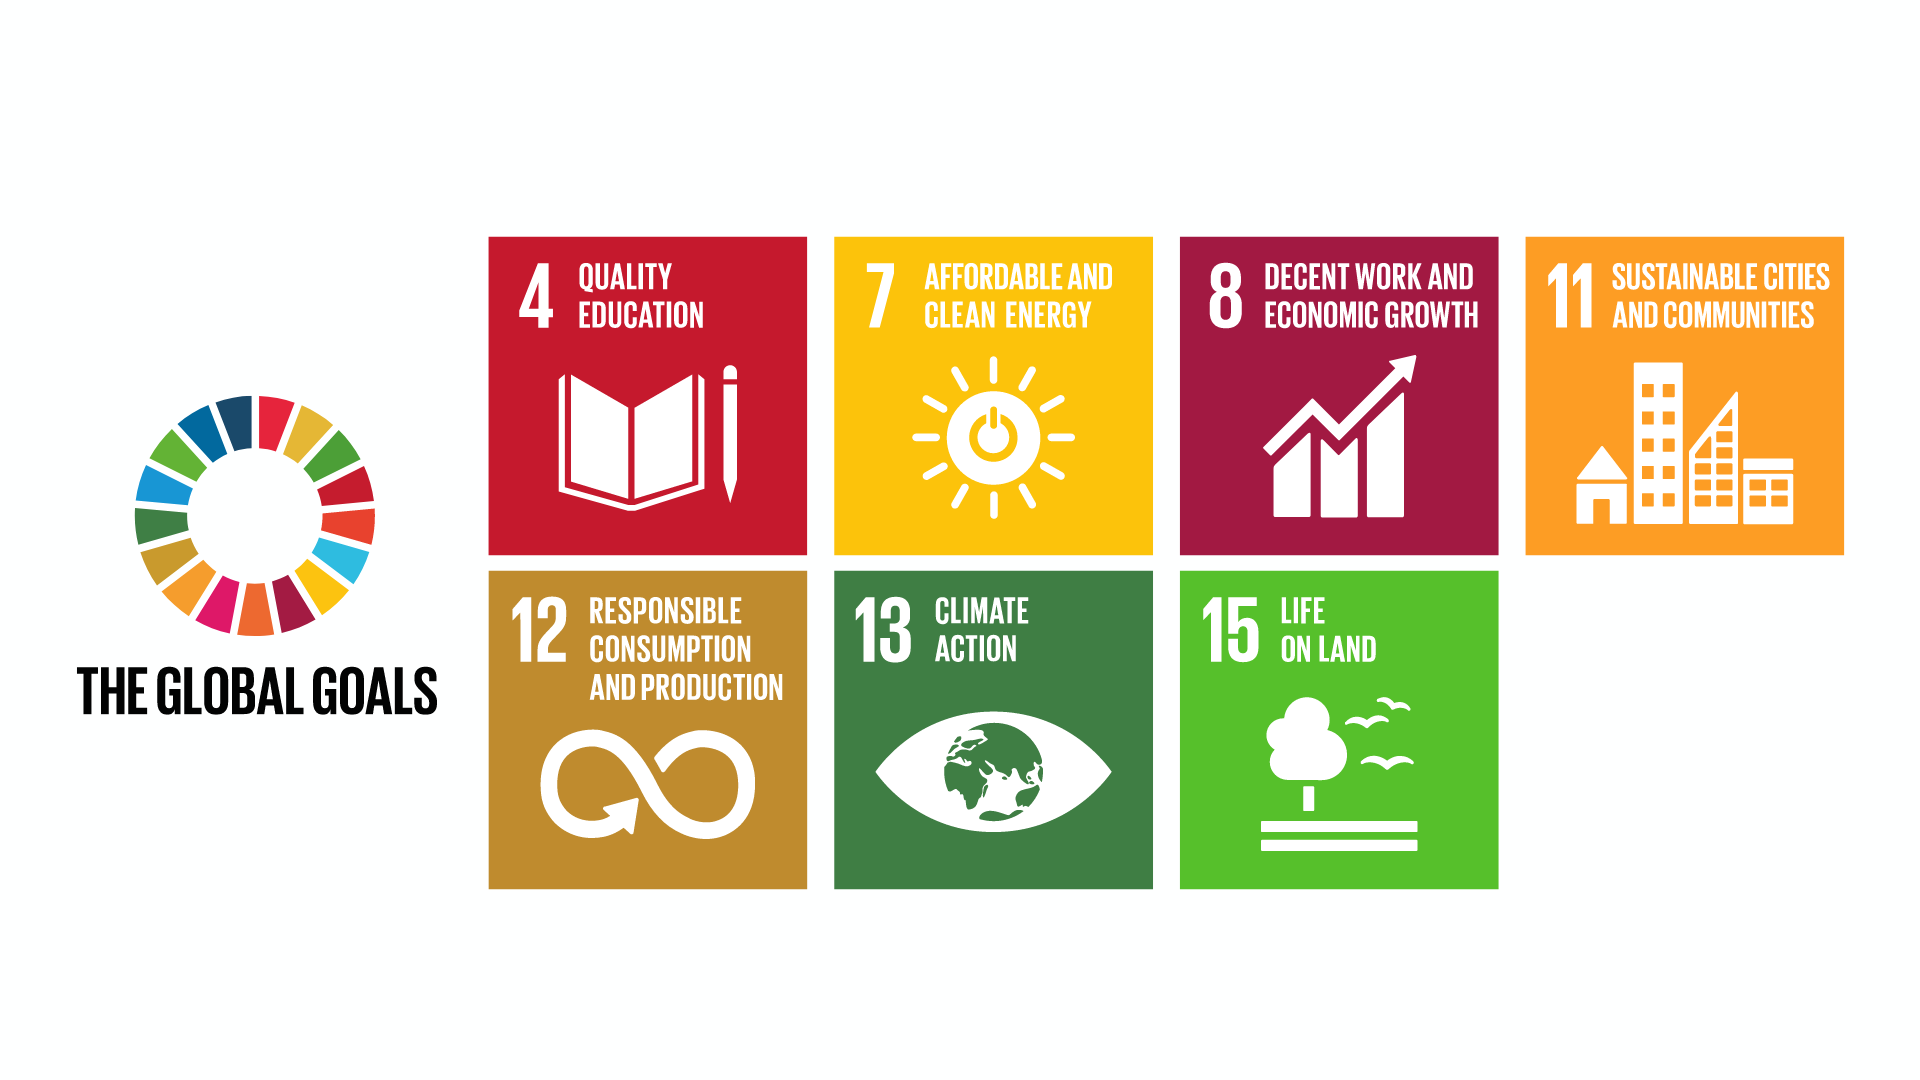 THE GLOBAL GOALS
4
QUALITY
EDUCATION
7
AFFORDABLE AND
CLEAN ENERGY
8
DECENT WORK AND
ECONOMIC GROWTH
11
SUSTAINABLE CITIES
AND COMMUNITIES
12
RESPONSIBLE
CONSUMPTION
AND PRODUCTION
13
CLIMATE
ACTION
15
LIFE
ON LAND